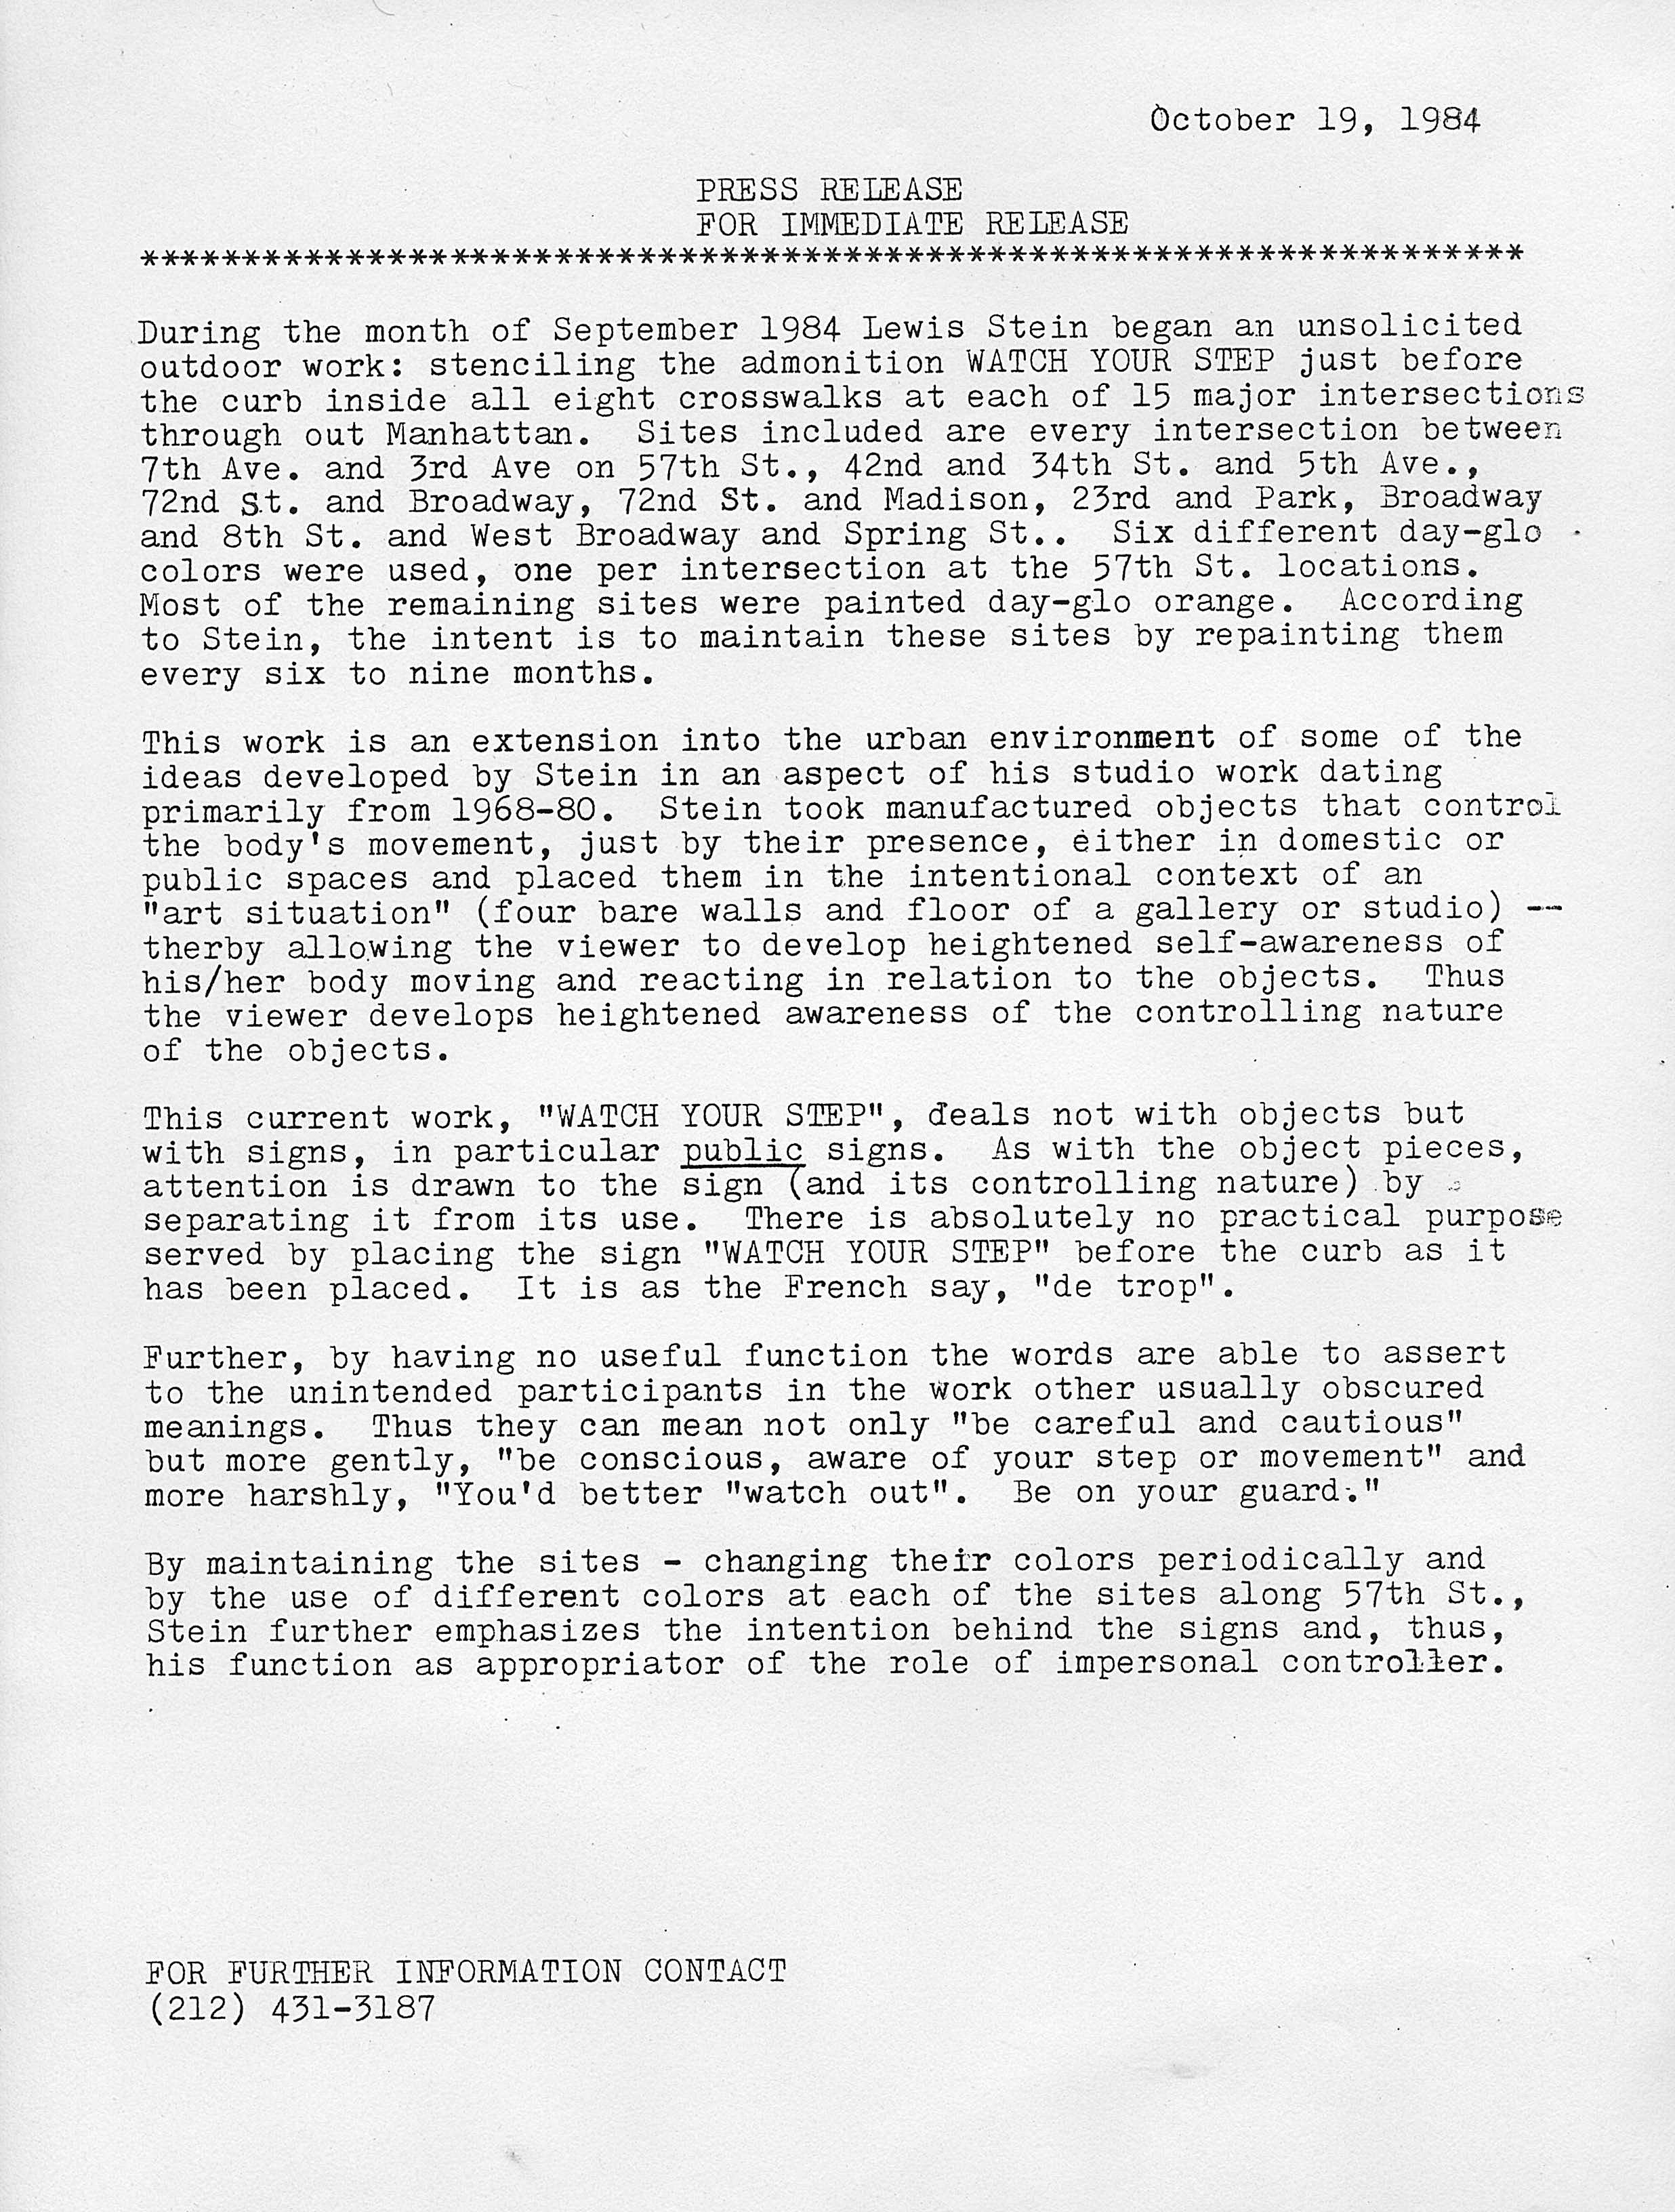 October 19, 1984
PRESS RELEASE
FOR IMMEDIATE RELEASE
*******************************************************************
During the month of September 1984 Lewis Stein began an unsolicited
outdoor work: stenciling the admonition WATCH YOUR STEP just before
the curb inside all eight crosswalks at each of 15 major intersections
through out Manhattan. Sites included are every intersection between
7th Ave. and 3rd Ave on 57th St., 42nd and 34th St. and 5th Ave.,
72nd St. and Broadway, 72nd St. and Madison, 23rd and Park, Broadway
and 8th St. and West Broadway and Spring St.. Six different day-glo
colors were used, one per intersection at the 57th St. locations.
Most of the remaining sites were painted day-glo orange. According
to Stein, the intent is to maintain these sites by repainting them
every six to nine months.
This work is an extension into the urban environment of some of the
ideas developed by Stein in an aspect of his studio work dating
primarily from 1968-80. Stein took manufactured objects that control
the body's movement, just by their presence, either in domestic or
public spaces and placed them in the intentional context of an
"art situation" (four bare walls and floor of a gallery or studio) --
therby allowing the viewer to develop heightened self-awareness of
his/her body moving and reacting in relation to the objects. Thus
the viewer develops heightened awareness of the controlling nature
of the objects.
This current work, "WATCH YOUR STEP", deals not with objects but
with signs, in particular public signs. As with the object pieces,
attention is drawn to the sign (and its controlling nature) by
separating it from its use. There is absolutely no practical purpose
served by placing the sign "WATCH YOUR STEP" before the curb as it
has been placed. It is as the French say, "de trop".
Further, by having no useful function the words are able to assert
to the unintended participants in the work other usually obscured
meanings. Thus they can mean not only "be careful and cautious"
but more gently, "be conscious, aware of your step or movement" and
more harshly, "You'd better "watch out". Be on your guard."
By maintaining the sites - changing their colors periodically and
by the use of different colors at each of the sites along 57th St.,
Stein further emphasizes the intention behind the signs and, thus,
his function as appropriator of the role of impersonal controller.
FOR FURTHER INFORMATION CONTACT
(212) 431-3187